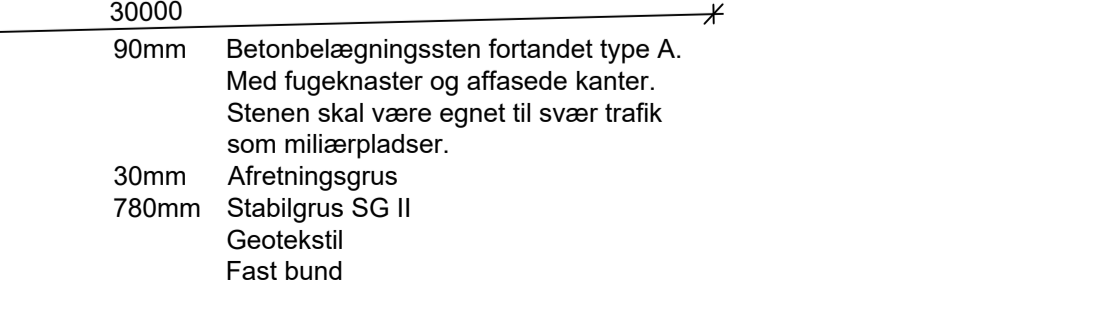 30000
90mm Betonbelægningssten fortandet type A.
Med fugeknaster og affasede kanter.
Stenen skal være egnet til svær trafik
som miliærpladser.
30mm Afretningsgrus
780mm Stabilgrus SG II
Geotekstil
Fast bund